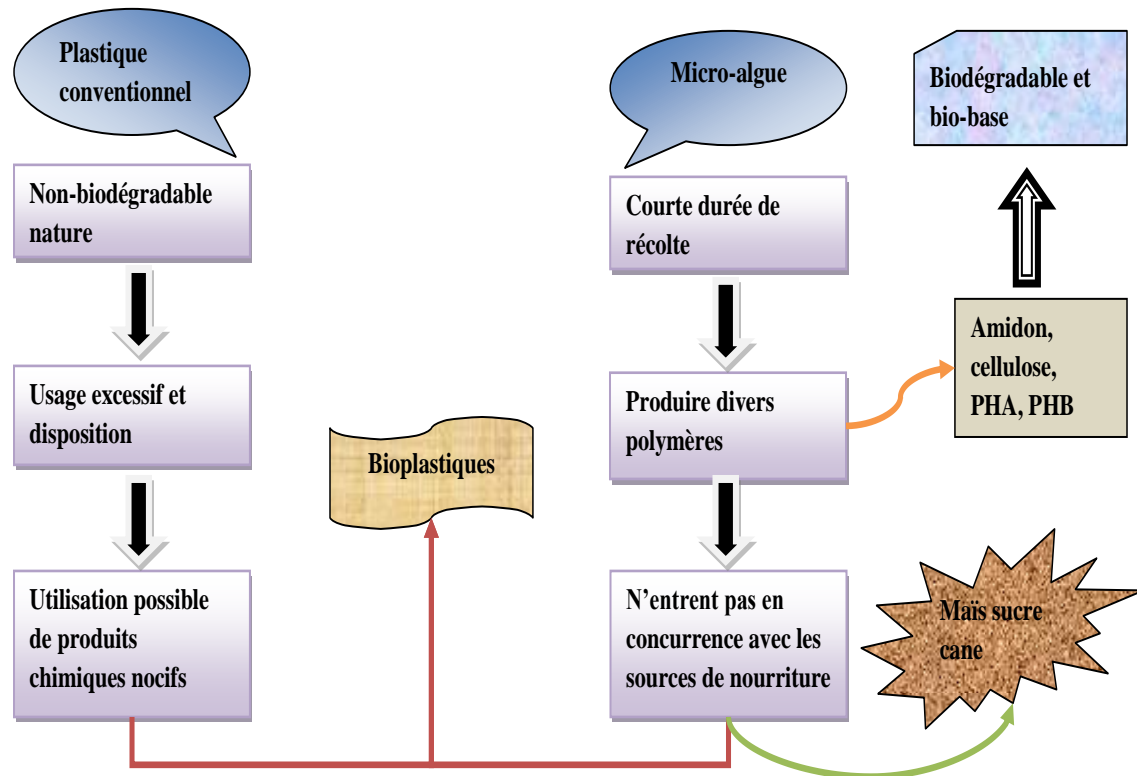 Plastique
conventionnel
Non-biodégradable
nature
Usage excessif et
disposition
Utilisation possible
de produits
chimiques nocifs
Bioplastiques
Micro-algue
Courte durée de
récolte
Produire divers
polymères
N’entrent pas en
concurrence avec les
sources de nourriture
Biodégradable et
bio-base
Amidon,
cellulose,
PHA, PHB
Maïs sucre
cane